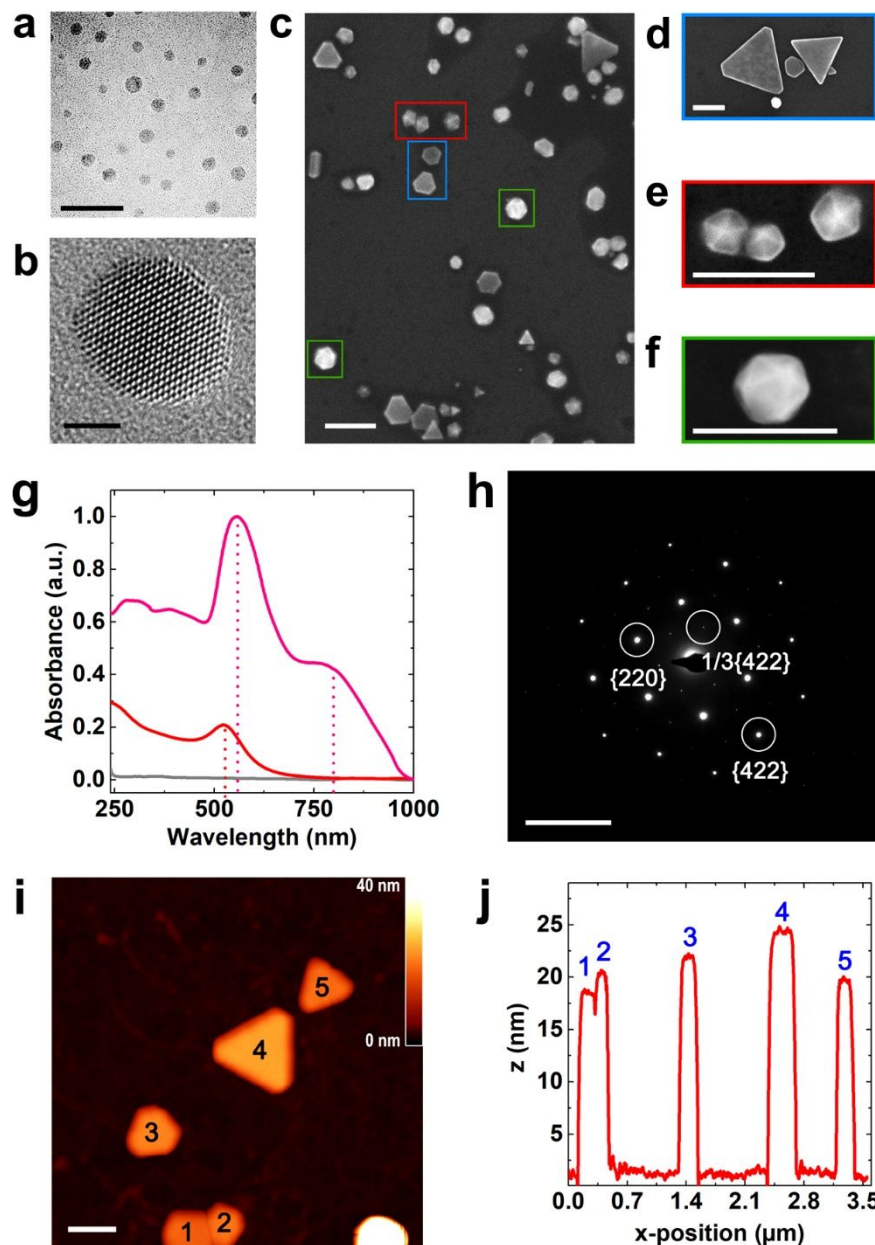 a
b
c
d
e
f
g
1.0
0.8
0.6
0.4
0.2
0.0
250 500 750 1000
Absorbance (a.u.)
Wavelength (nm)
h
{220}
1/3{422}
{422}
i
40 nm
0 nm
5
4
3
2
1
j
25
20
15
10
5
z (nm)
1
2
3
4
5
0.0 0.7 1.4 2.1 2.8 3.5
x-position (µm)